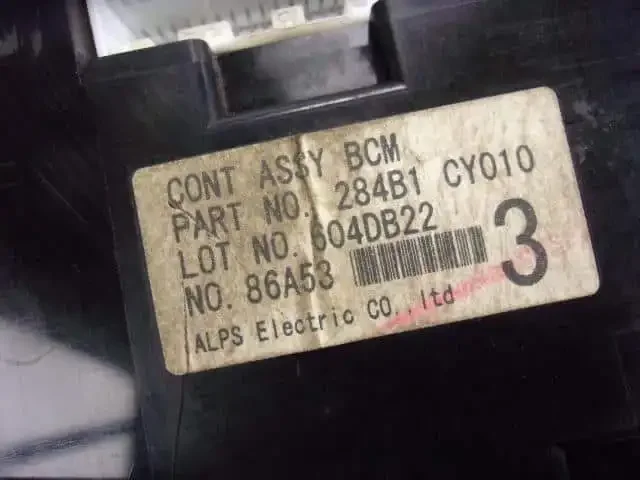 CONT ASSY BCM
PART NO. 284B1 CY010
LOT NO. 604DB22
NO. 86A53
3
ALPS Electric CO.,ltd